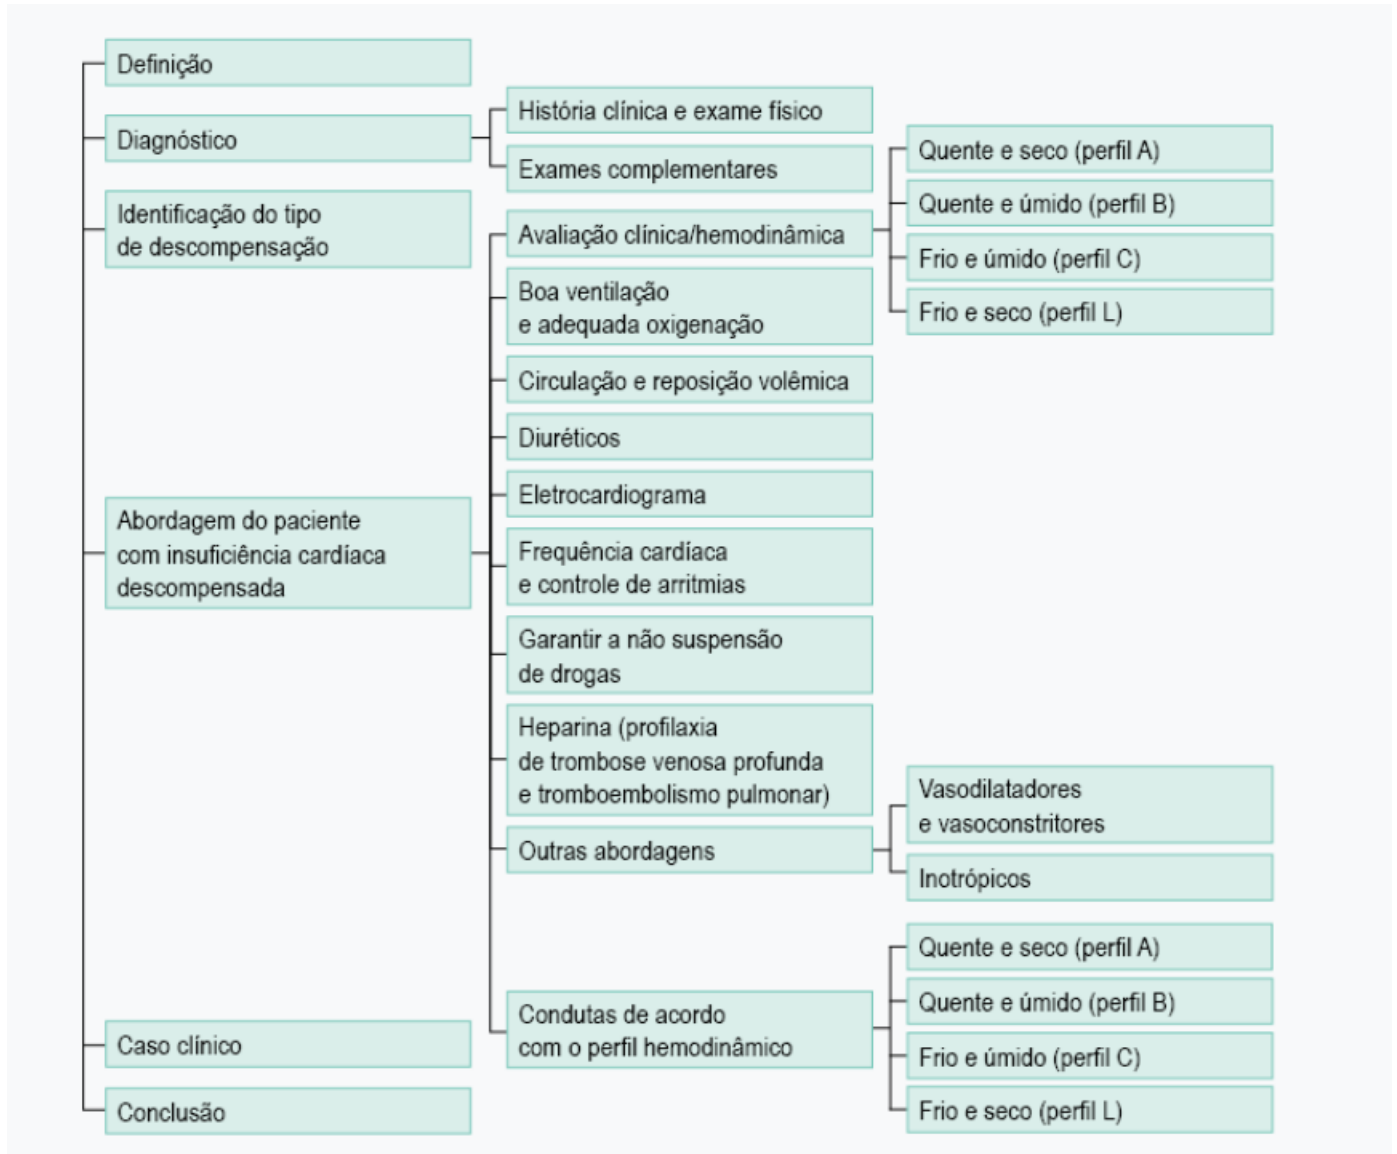 Definição
Diagnóstico
História clínica e exame físico
Exames complementares
Identificação do tipo
de descompensação
Abordagem do paciente
com insuficiência cardíaca
descompensada
Avaliação clínica/hemodinâmica
Quente e seco (perfil A)
Quente e úmido (perfil B)
Frio e úmido (perfil C)
Frio e seco (perfil L)
Boa ventilação
e adequada oxigenação
Circulação e reposição volêmica
Diuréticos
Eletrocardiograma
Frequência cardíaca
e controle de arritmias
Garantir a não suspensão
de drogas
Heparina (profilaxia
de trombose venosa profunda
e tromboembolismo pulmonar)
Outras abordagens
Vasodilatadores
e vasoconstritores
Inotrópicos
Condutas de acordo
com o perfil hemodinâmico
Quente e seco (perfil A)
Quente e úmido (perfil B)
Frio e úmido (perfil C)
Frio e seco (perfil L)
Caso clínico
Conclusão